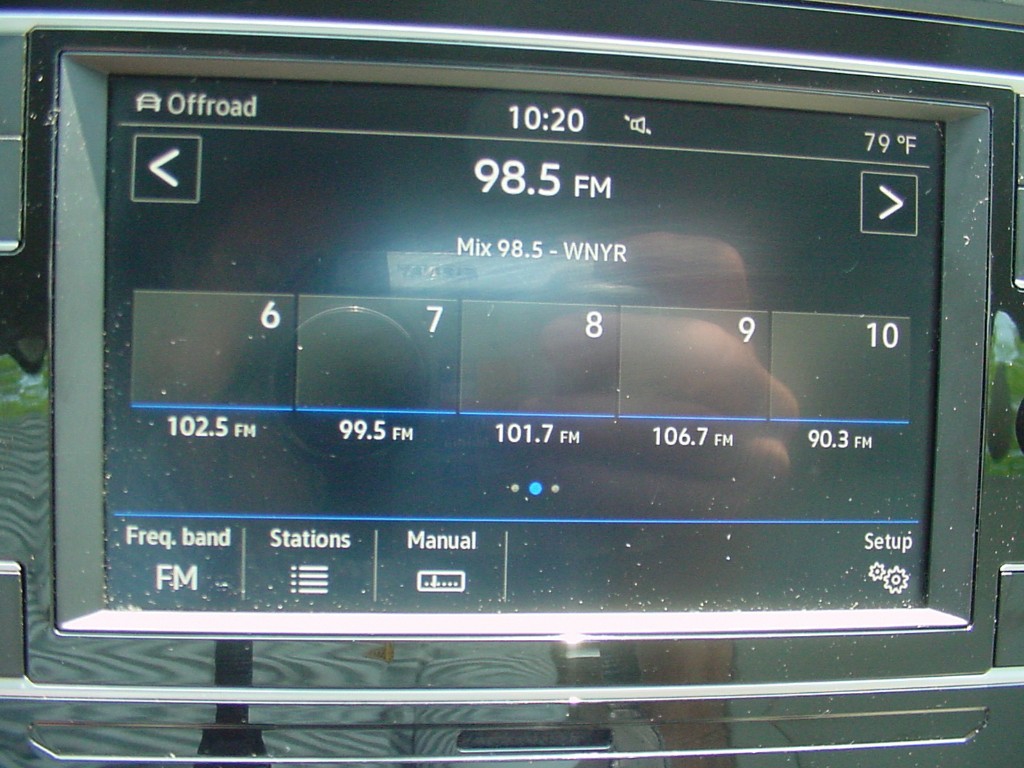 Offroad 10:20 79 °F
< 98.5 FM >
Mix 98.5 - WNYR
6 7 8 9 10
102.5 FM 99.5 FM 101.7 FM 106.7 FM 90.3 FM
Freq. band Stations Manual Setup
FM